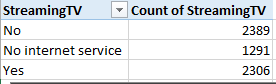 StreamingTV Count of StreamingTV
No 2389
No internet service 1291
Yes 2306